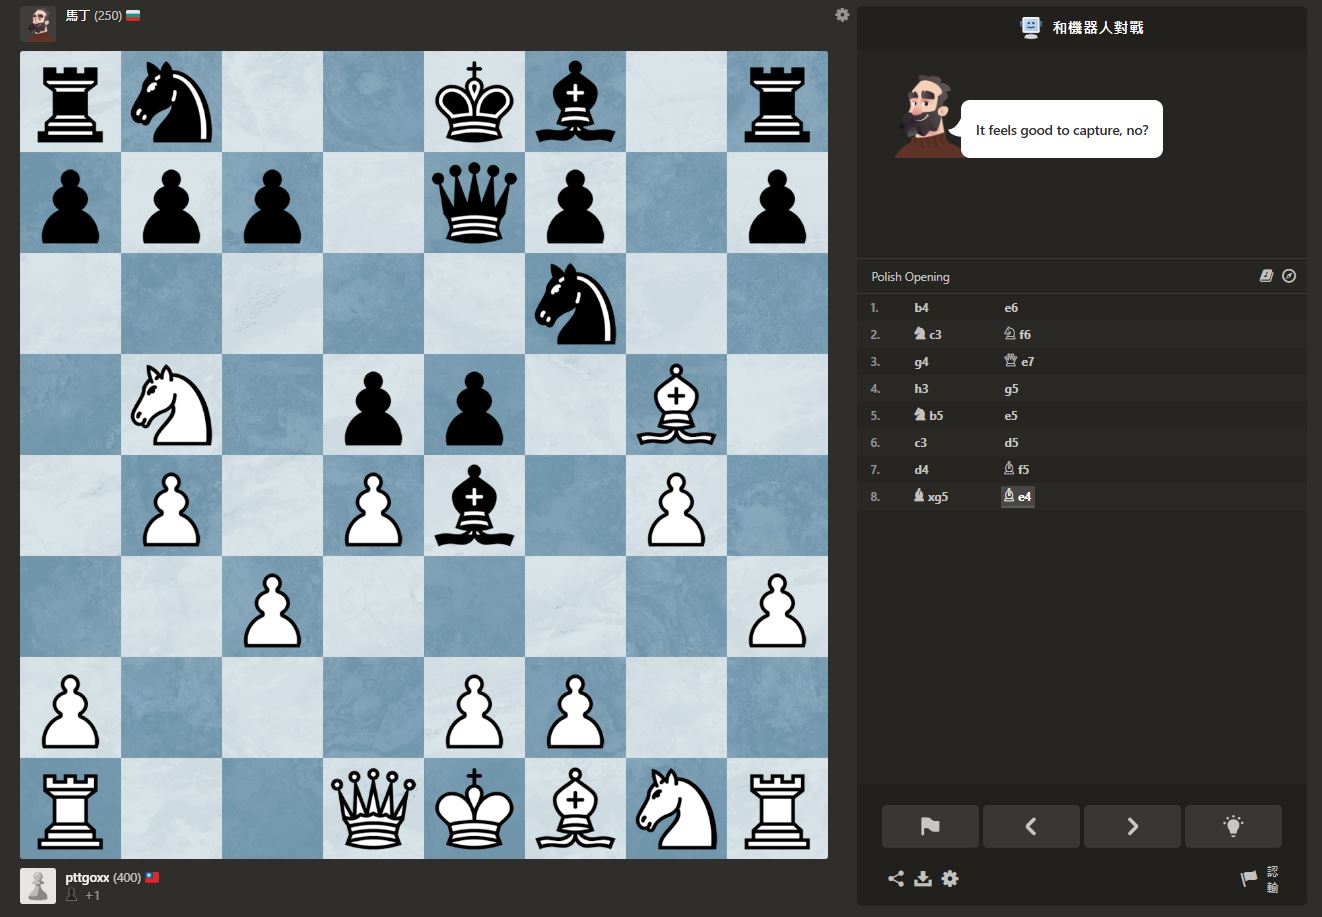 馬丁 (250)
和機器人對戰
It feels good to capture, no?
Polish Opening
1. b4 e6
2. c3 f6
3. g4 e7
4. h3 g5
5. b5 e5
6. c3 d5
7. d4 f5
8. xg5 e4
pttgoxx (400)
+1
認
輸